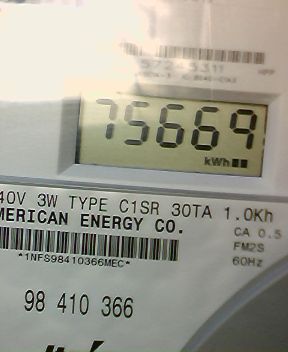 75669
kWh
40V 3W TYPE C1SR 30TA 1.0Kh
MERICAN ENERGY CO.
CA 0.5
FM2S
60Hz
*1NFS98410366MEC*
98 410 366